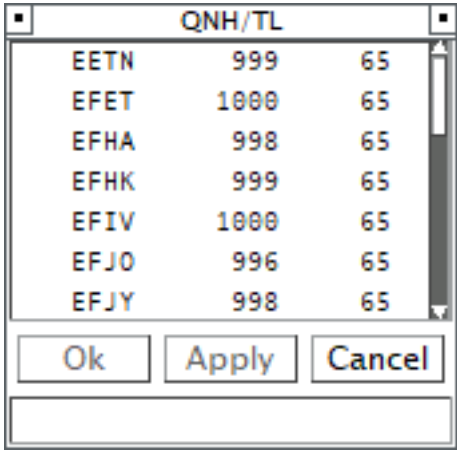 QNH/TL
EETN 999 65
EFET 1000 65
EFHA 998 65
EFHK 999 65
EFIV 1000 65
EFJO 996 65
EFJY 998 65
Ok Apply Cancel